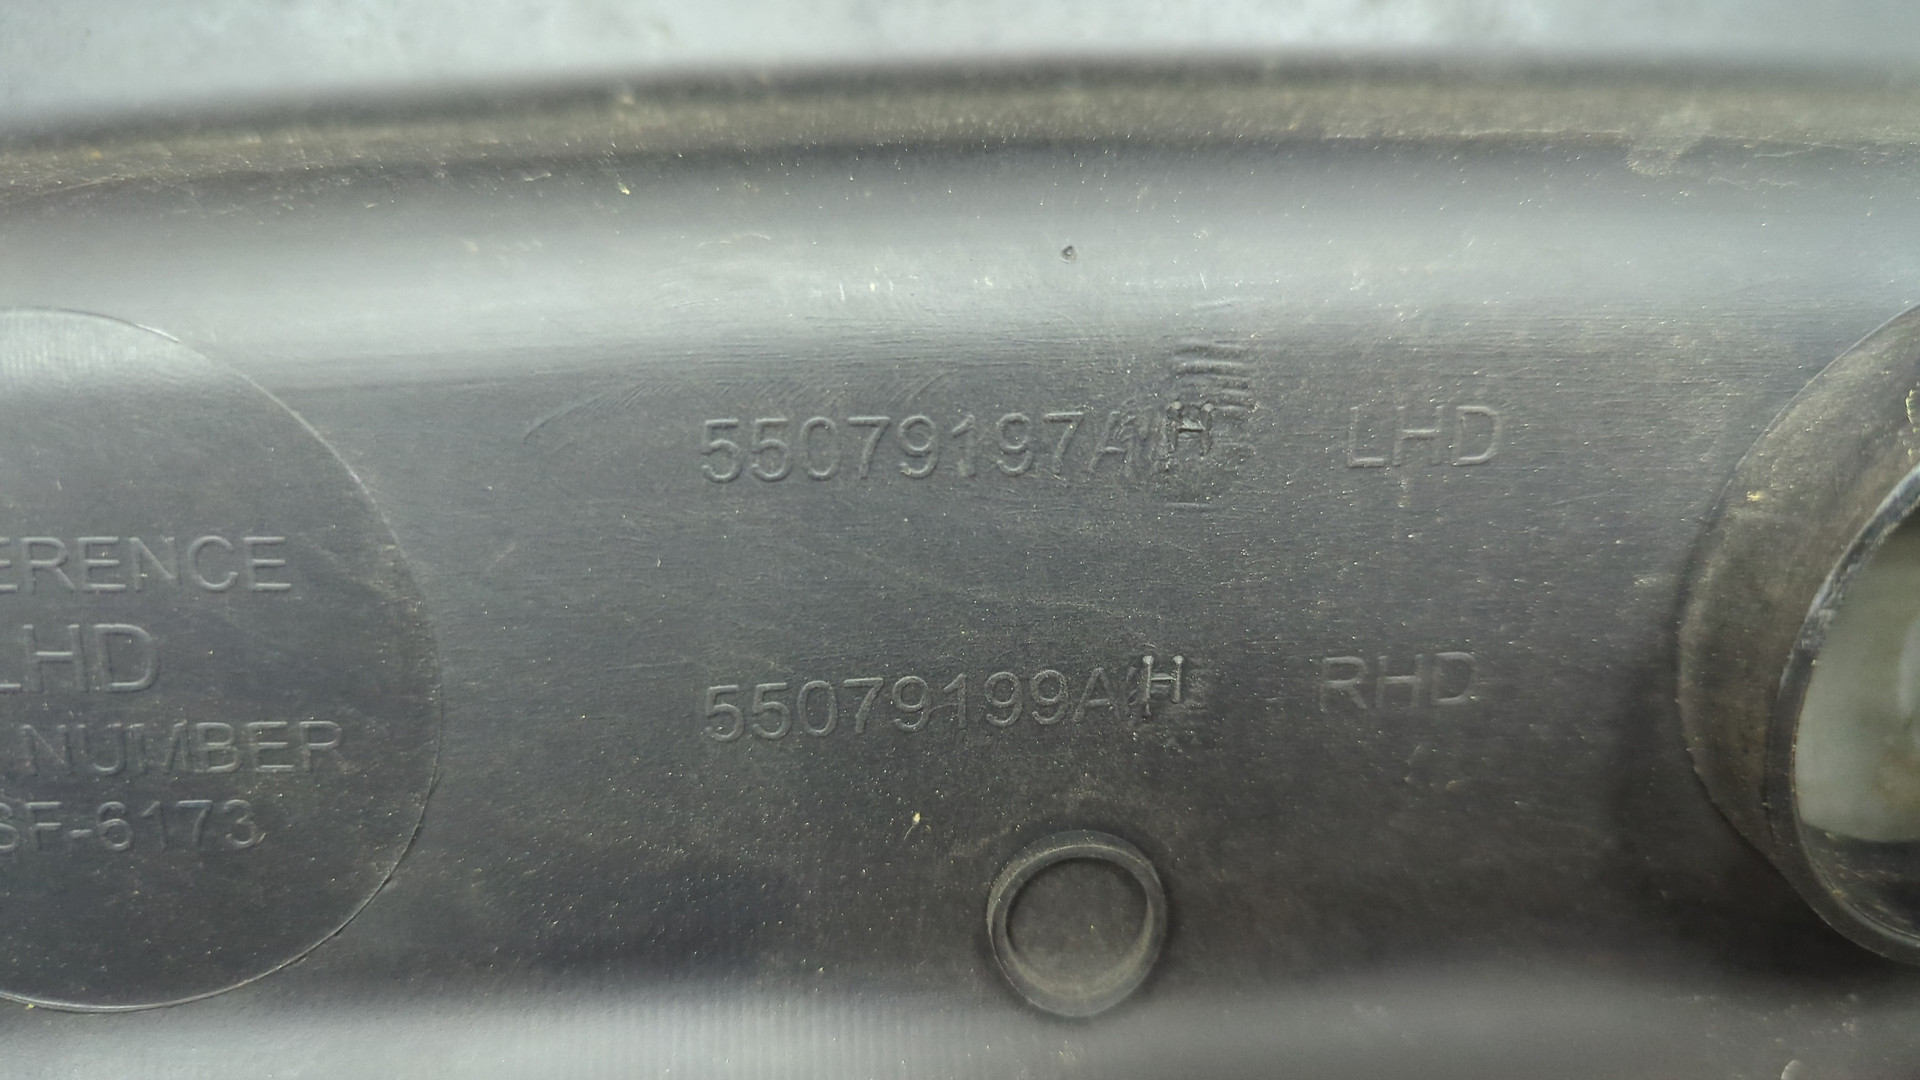 55079197AH LHD
ERENCE
LHD
55079199AH RHD
NUMBER
SF-6173